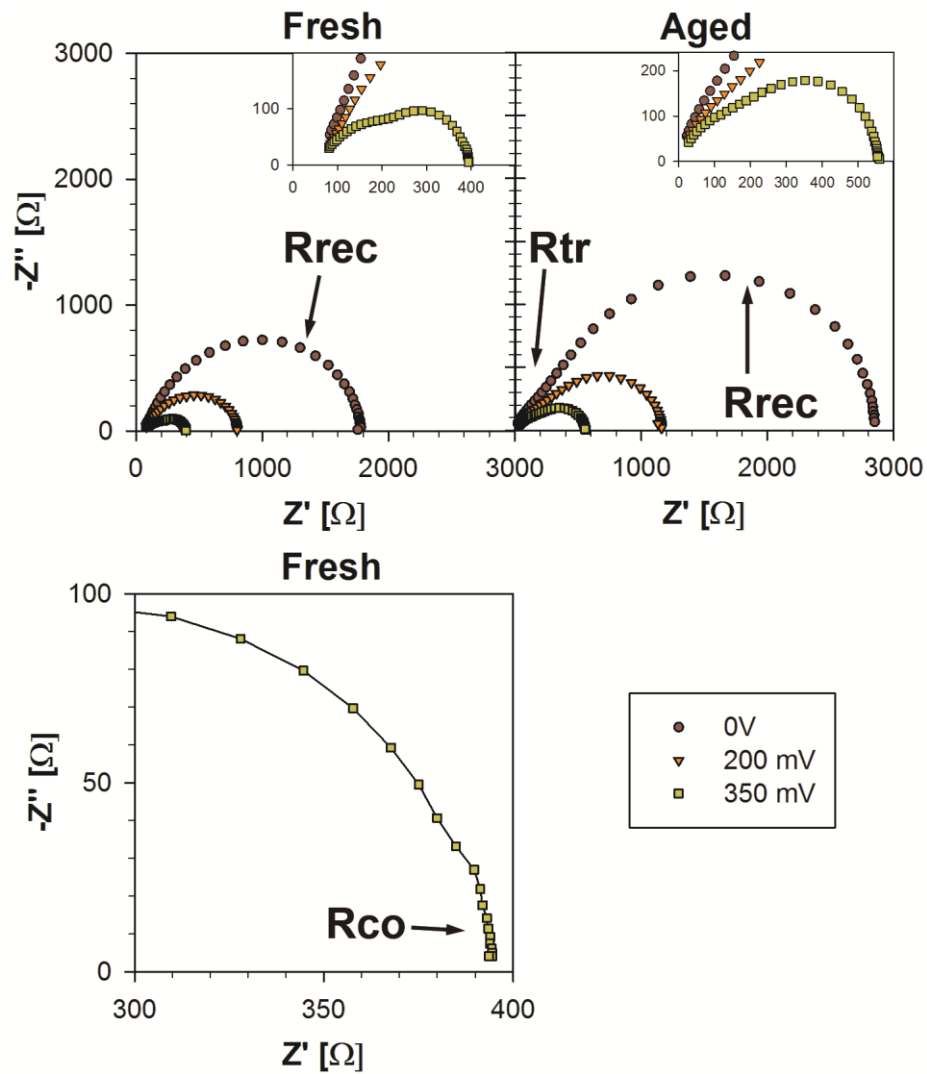 Fresh
Aged
3000
2000
1000
0
-Z'' [Ω]
100
0
0 100 200 300 400
200
100
0
0 100 200 300 400 500
Rrec
Rtr
Rrec
0 1000 2000 3000 1000 2000 3000
Z' [Ω]
Z' [Ω]
Fresh
100
50
0
-Z'' [Ω]
Rco
300 350 400
Z' [Ω]
0V
200 mV
350 mV